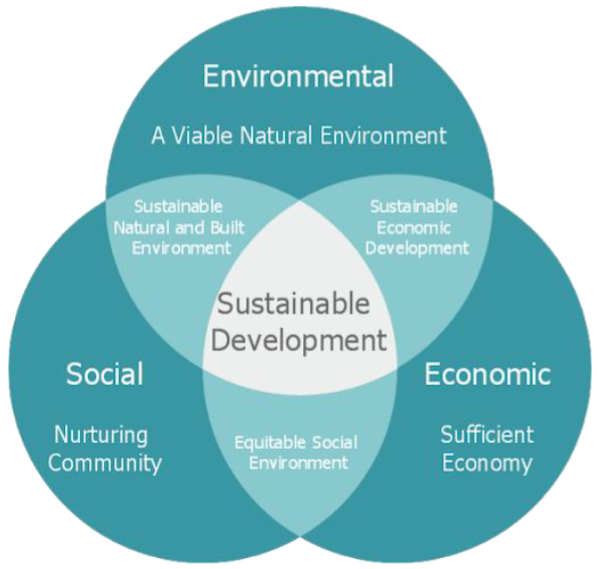 Environmental
A Viable Natural Environment
Sustainable
Natural and Built
Environment
Sustainable
Economic
Development
Sustainable
Development
Social
Nurturing
Community
Economic
Sufficient
Economy
Equitable Social
Environment